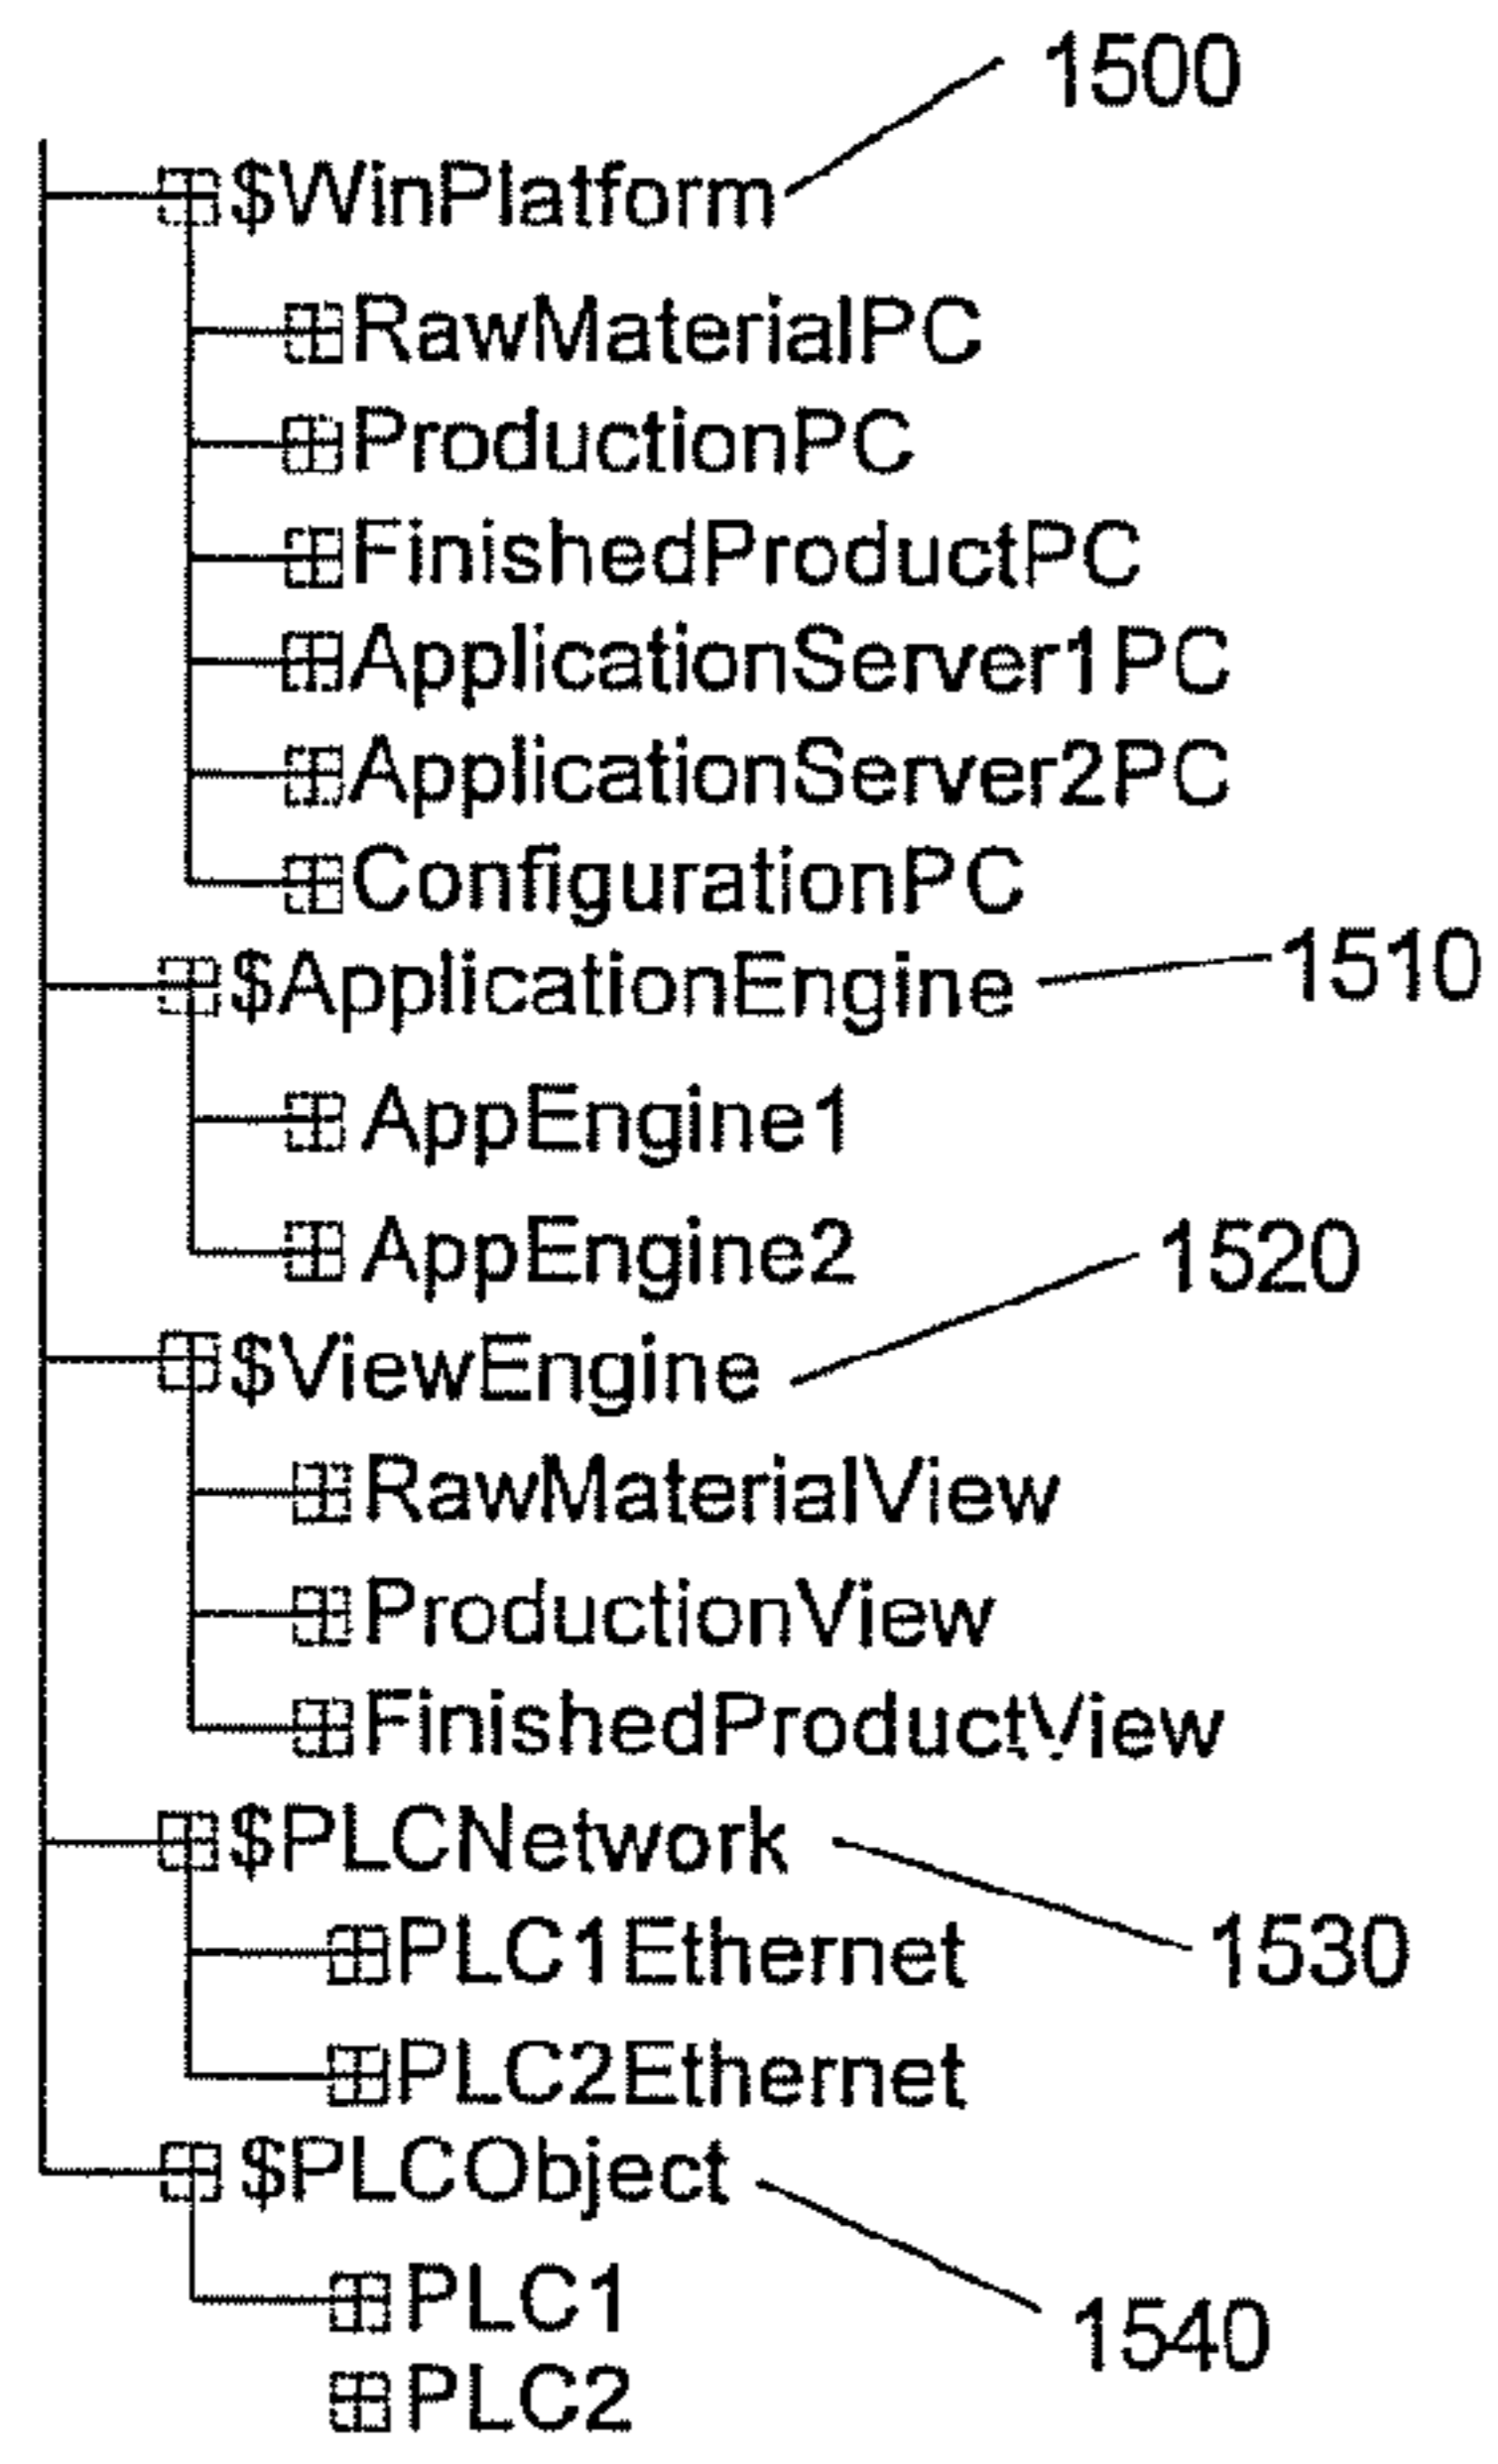 1500
$WinPlatform
RawMaterialPC
ProductionPC
FinishedProductPC
ApplicationServer1PC
ApplicationServer2PC
ConfigurationPC
$ApplicationEngine 1510
AppEngine1
AppEngine2 1520
$ViewEngine
RawMaterialView
ProductionView
FinishedProductView
$PLCNetwork
PLC1Ethernet 1530
PLC2Ethernet
$PLCObject
PLC1
1540
PLC2